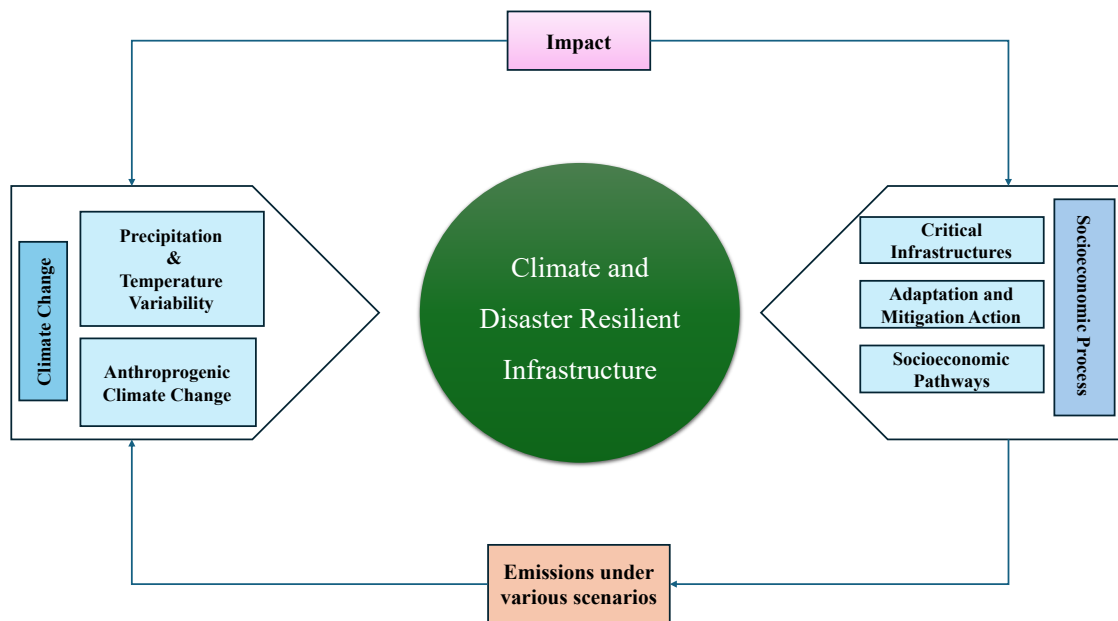 Impact
Climate Change
Precipitation
&
Temperature
Variability
Anthroprogenic
Climate Change
Climate and
Disaster Resilient
Infrastructure
Critical
Infrastructures
Adaptation and
Mitigation Action
Socioeconomic
Pathways
Socioeconomic Process
Emissions under
various scenarios